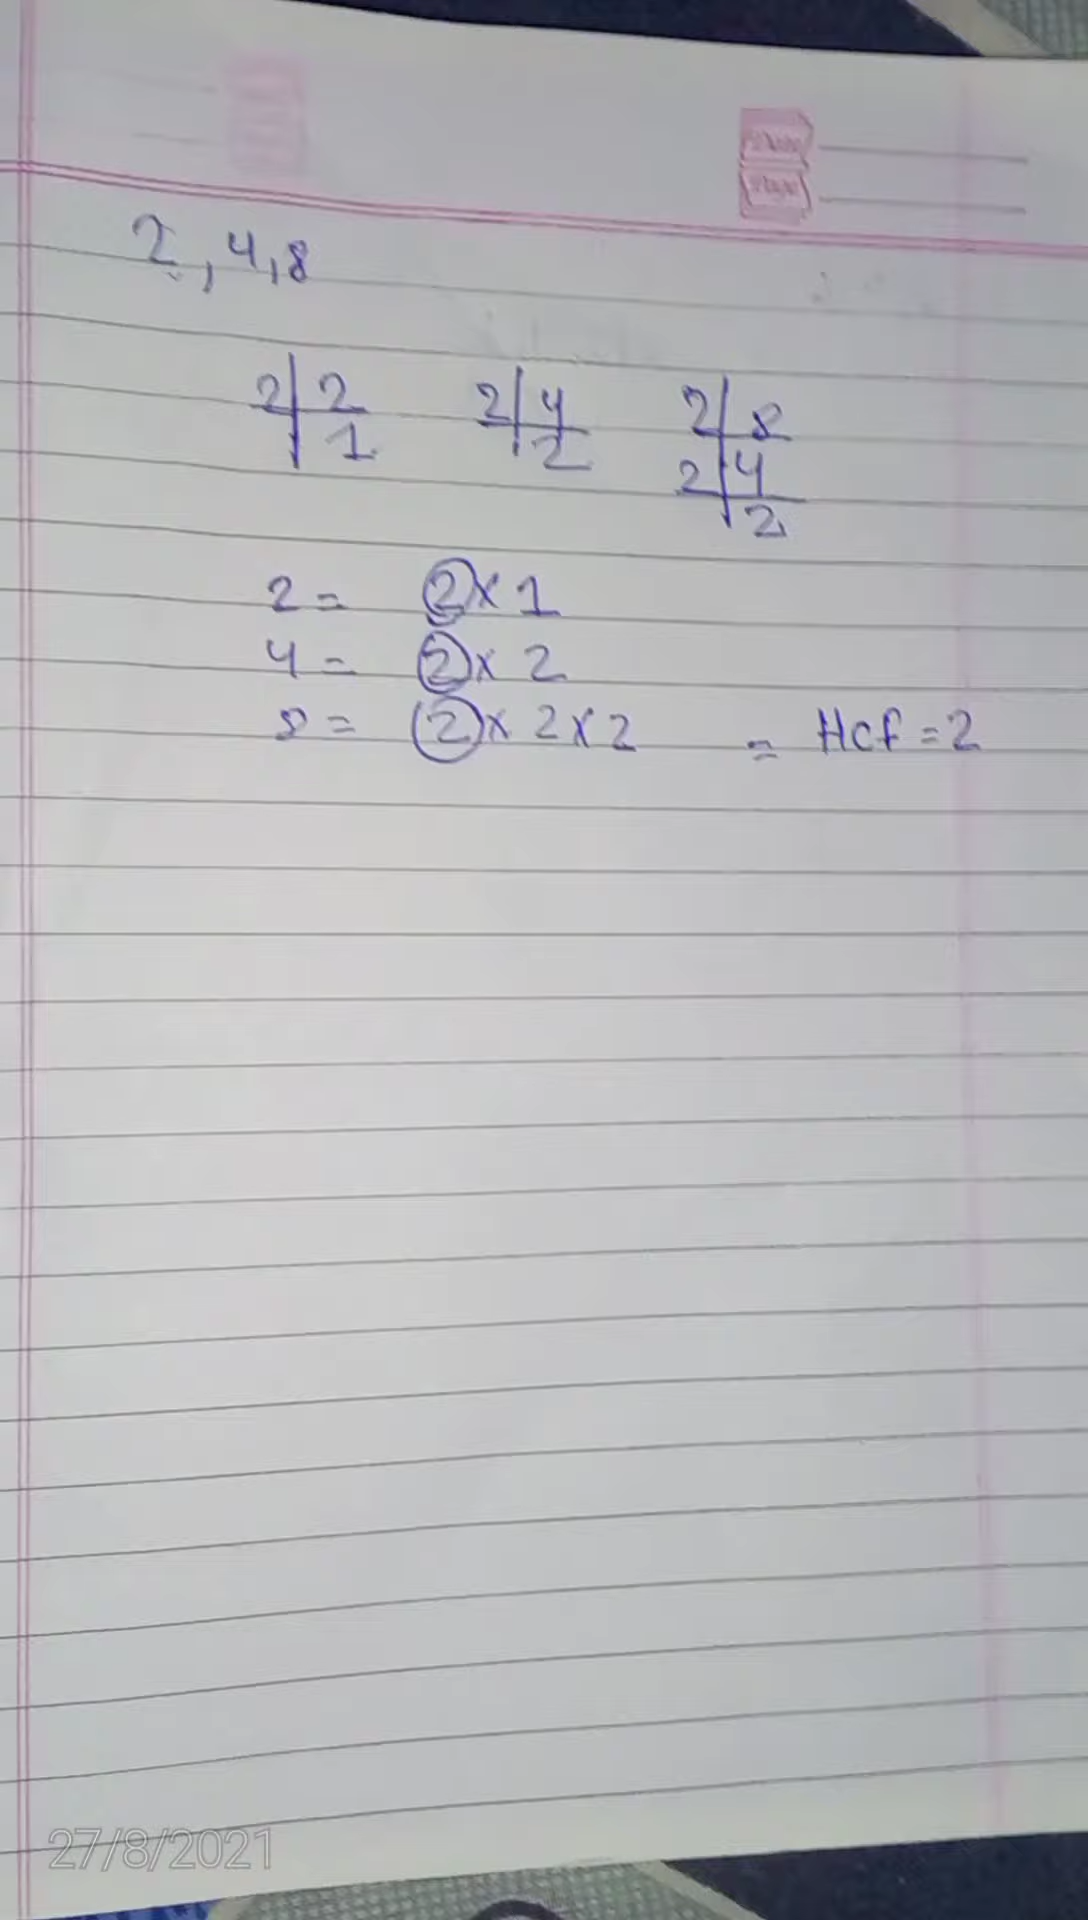 2, 4, 8
2 | 2   2 | 4   2 | 8
1   2   2 | 4
2
2 = 2 x 1
4 = 2 x 2
8 = 2 x 2 x 2 = Hcf = 2
27/8/2021